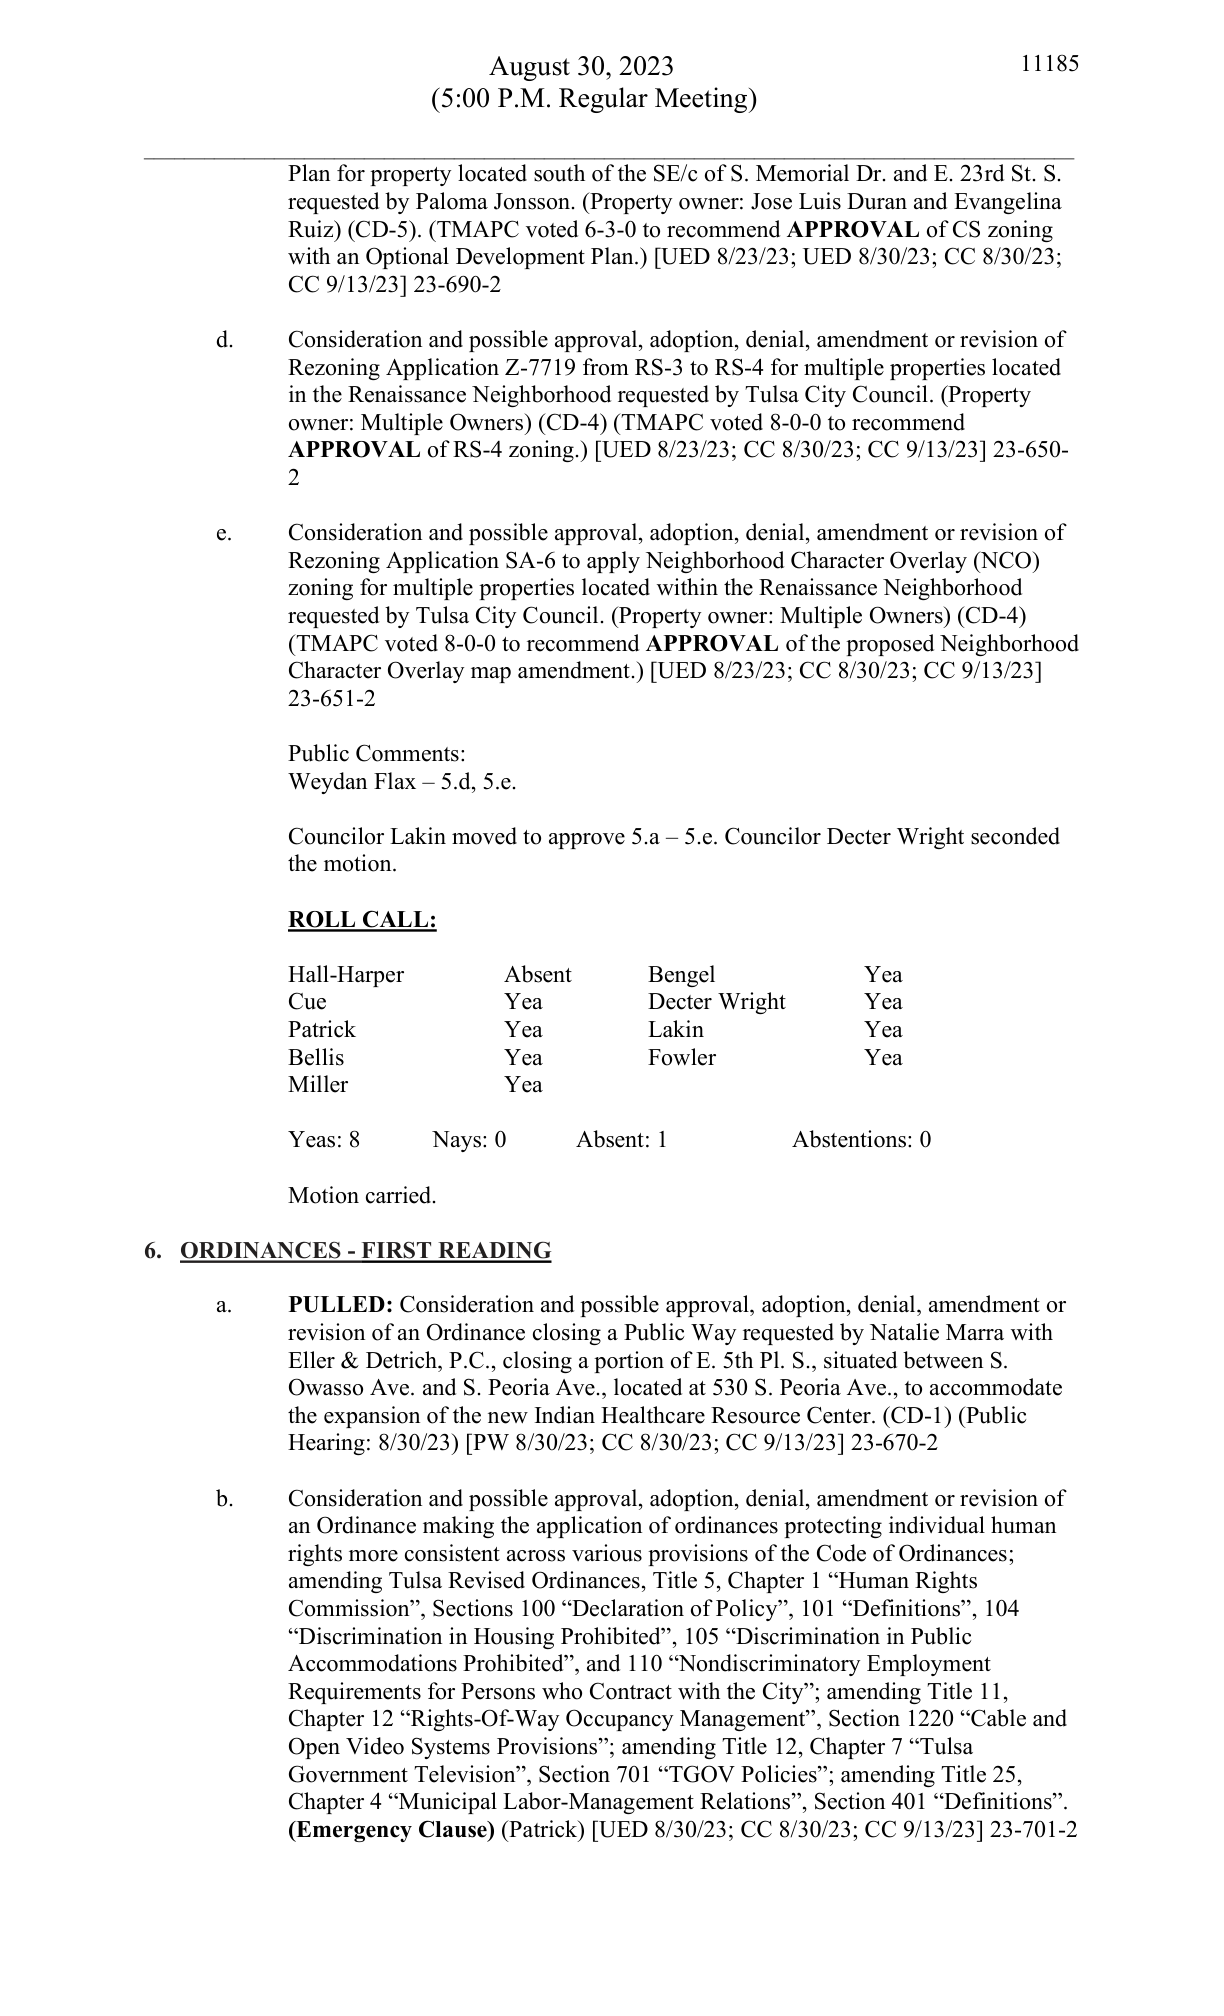 August 30, 2023
11185
(5:00 P.M. Regular Meeting)
Plan for property located south of the SE/c of S. Memorial Dr. and E. 23rd St. S.
requested by Paloma Jonsson. (Property owner: Jose Luis Duran and Evangelina
Ruiz) (CD-5). (TMAPC voted 6-3-0 to recommend APPROVAL of CS zoning
with an Optional Development Plan.) [UED 8/23/23; UED 8/30/23; CC 8/30/23;
CC 9/13/23] 23-690-2
d. Consideration and possible approval, adoption, denial, amendment or revision of
Rezoning Application Z-7719 from RS-3 to RS-4 for multiple properties located
in the Renaissance Neighborhood requested by Tulsa City Council. (Property
owner: Multiple Owners) (CD-4) (TMAPC voted 8-0-0 to recommend
APPROVAL of RS-4 zoning.) [UED 8/23/23; CC 8/30/23; CC 9/13/23] 23-650-
2
e. Consideration and possible approval, adoption, denial, amendment or revision of
Rezoning Application SA-6 to apply Neighborhood Character Overlay (NCO)
zoning for multiple properties located within the Renaissance Neighborhood
requested by Tulsa City Council. (Property owner: Multiple Owners) (CD-4)
(TMAPC voted 8-0-0 to recommend APPROVAL of the proposed Neighborhood
Character Overlay map amendment.) [UED 8/23/23; CC 8/30/23; CC 9/13/23]
23-651-2
Public Comments:
Weydan Flax – 5.d, 5.e.
Councilor Lakin moved to approve 5.a – 5.e. Councilor Decter Wright seconded
the motion.
ROLL CALL:
Hall-Harper Absent Bengel Yea
Cue Yea Decter Wright Yea
Patrick Yea Lakin Yea
Bellis Yea Fowler Yea
Miller Yea
Yeas: 8 Nays: 0 Absent: 1 Abstentions: 0
Motion carried.
6. ORDINANCES - FIRST READING
a. PULLED: Consideration and possible approval, adoption, denial, amendment or
revision of an Ordinance closing a Public Way requested by Natalie Marra with
Eller & Detrich, P.C., closing a portion of E. 5th Pl. S., situated between S.
Owasso Ave. and S. Peoria Ave., located at 530 S. Peoria Ave., to accommodate
the expansion of the new Indian Healthcare Resource Center. (CD-1) (Public
Hearing: 8/30/23) [PW 8/30/23; CC 8/30/23; CC 9/13/23] 23-670-2
b. Consideration and possible approval, adoption, denial, amendment or revision of
an Ordinance making the application of ordinances protecting individual human
rights more consistent across various provisions of the Code of Ordinances;
amending Tulsa Revised Ordinances, Title 5, Chapter 1 “Human Rights
Commission”, Sections 100 “Declaration of Policy”, 101 “Definitions”, 104
“Discrimination in Housing Prohibited”, 105 “Discrimination in Public
Accommodations Prohibited”, and 110 “Nondiscriminatory Employment
Requirements for Persons who Contract with the City”; amending Title 11,
Chapter 12 “Rights-Of-Way Occupancy Management”, Section 1220 “Cable and
Open Video Systems Provisions”; amending Title 12, Chapter 7 “Tulsa
Government Television”, Section 701 “TGOV Policies”; amending Title 25,
Chapter 4 “Municipal Labor-Management Relations”, Section 401 “Definitions”.
(Emergency Clause) (Patrick) [UED 8/30/23; CC 8/30/23; CC 9/13/23] 23-701-2